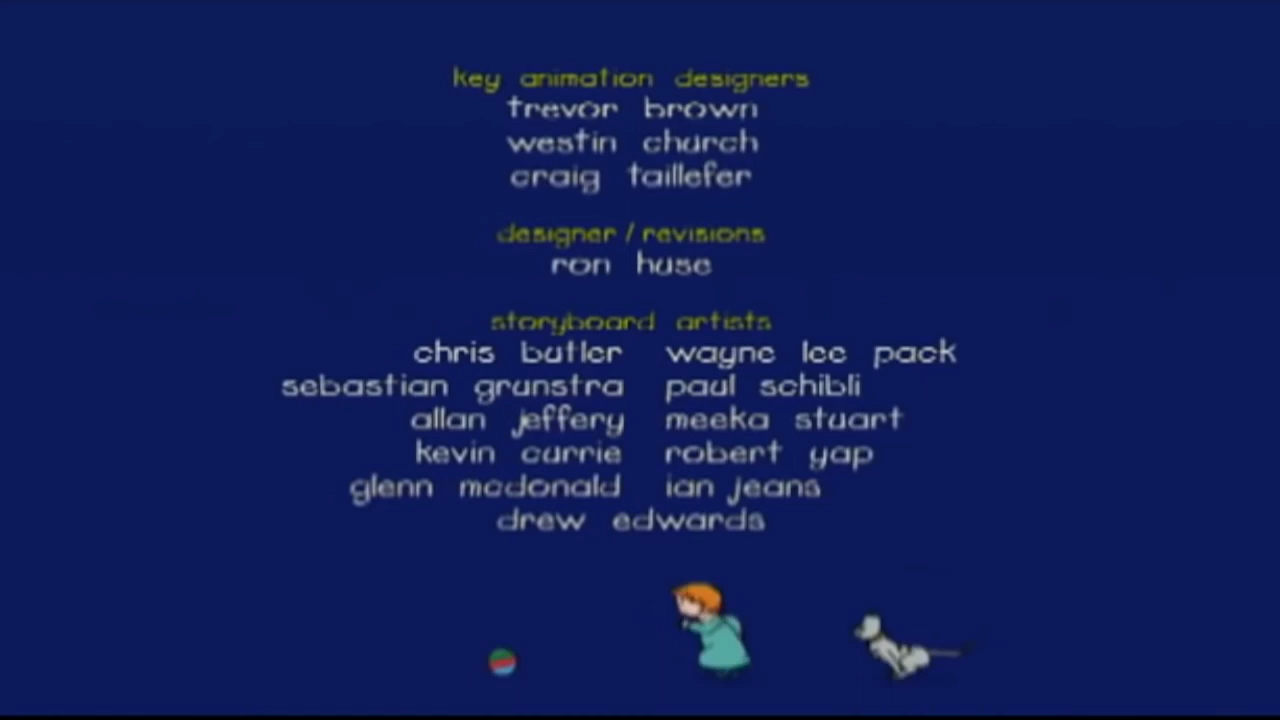 key animation designers
trevor brown
westin church
craig taillefer
designer / revisions
ron huse
storyboard artists
chris butler wayne lee pack
sebastian grunstra paul schibli
allan jeffery meeka stuart
kevin currie robert yap
glenn mcdonald ian jeans
drew edwards